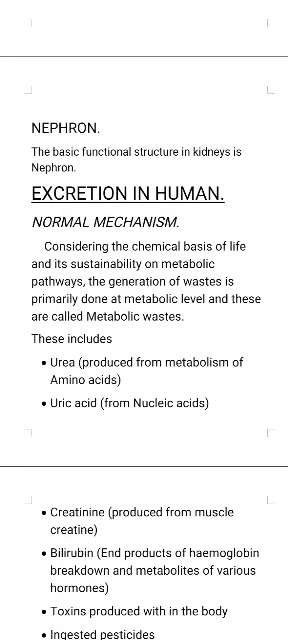 NEPHRON.
The basic functional structure in kidneys is
Nephron.
EXCRETION IN HUMAN.
NORMAL MECHANISM.
Considering the chemical basis of life
and its sustainability on metabolic
pathways, the generation of wastes is
primarily done at metabolic level and these
are called Metabolic wastes.
These includes
• Urea (produced from metabolism of
Amino acids)
• Uric acid (from Nucleic acids)
• Creatinine (produced from muscle
creatine)
• Bilirubin (End products of haemoglobin
breakdown and metabolites of various
hormones)
• Toxins produced with in the body
• Ingested pesticides